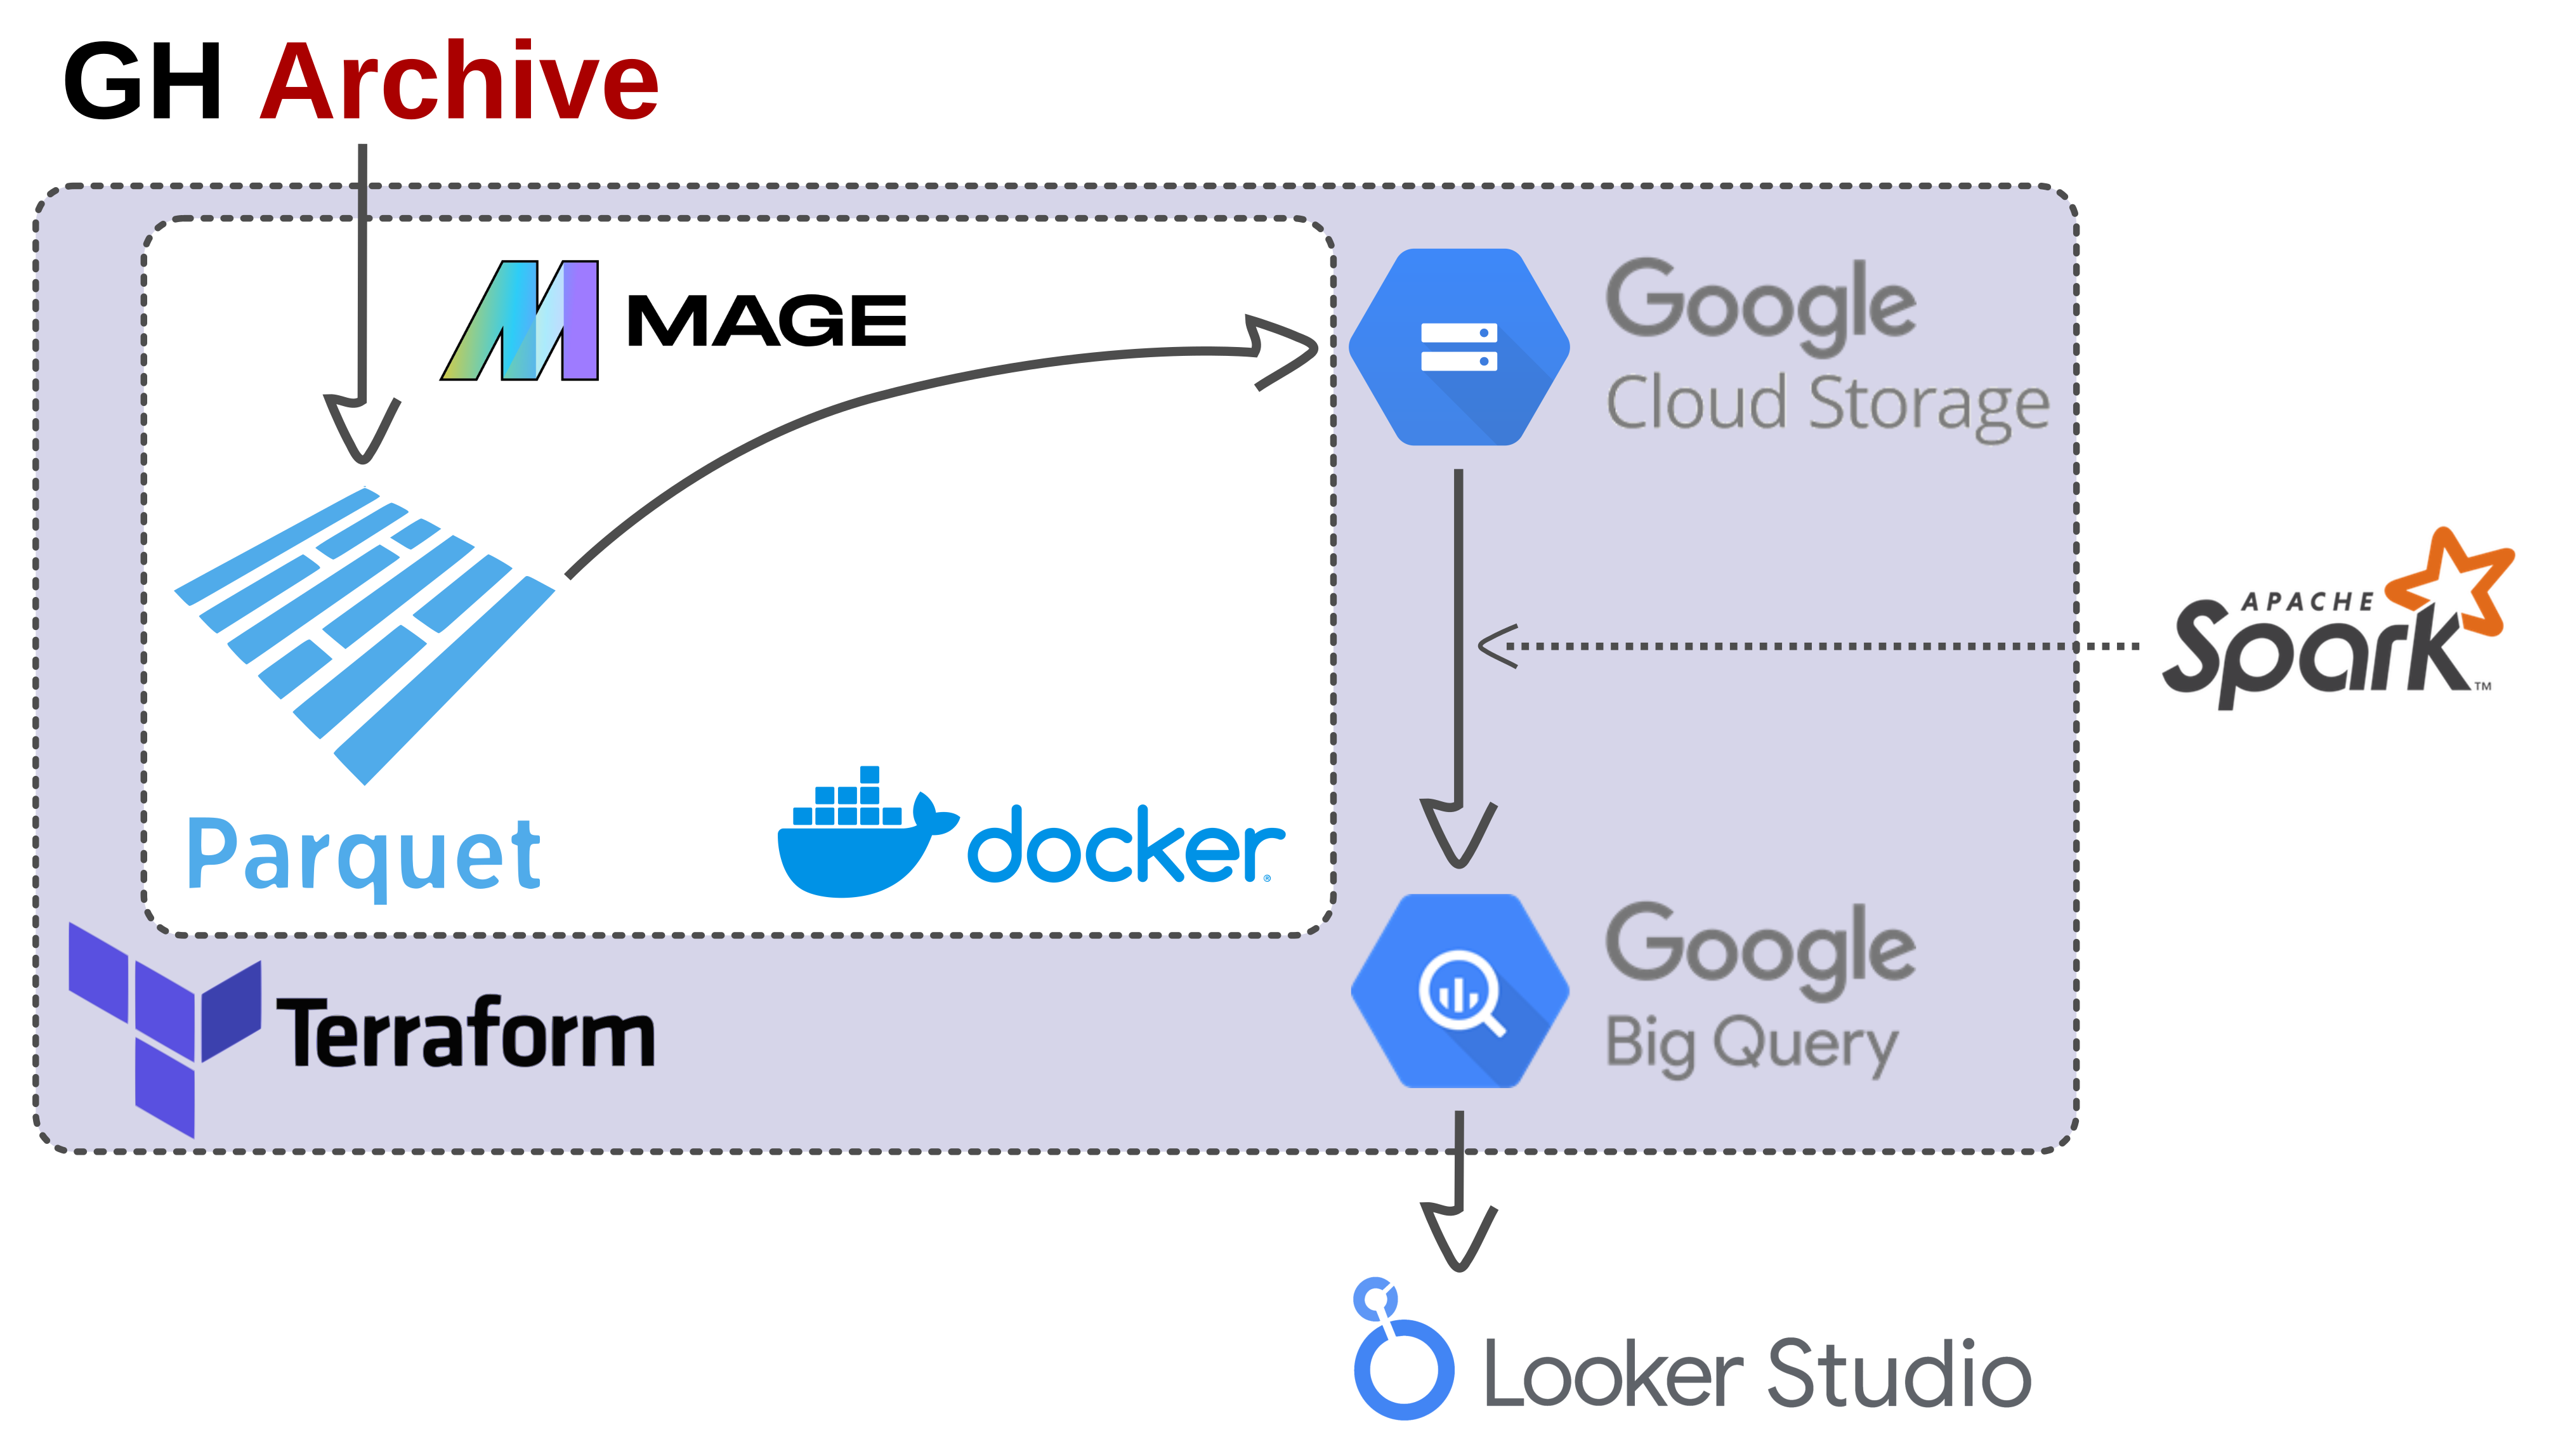 GH Archive
MAGE
Google
Cloud Storage
APACHE
Spark™
Parquet
docker®
Google
Big Query
Terraform
Looker Studio